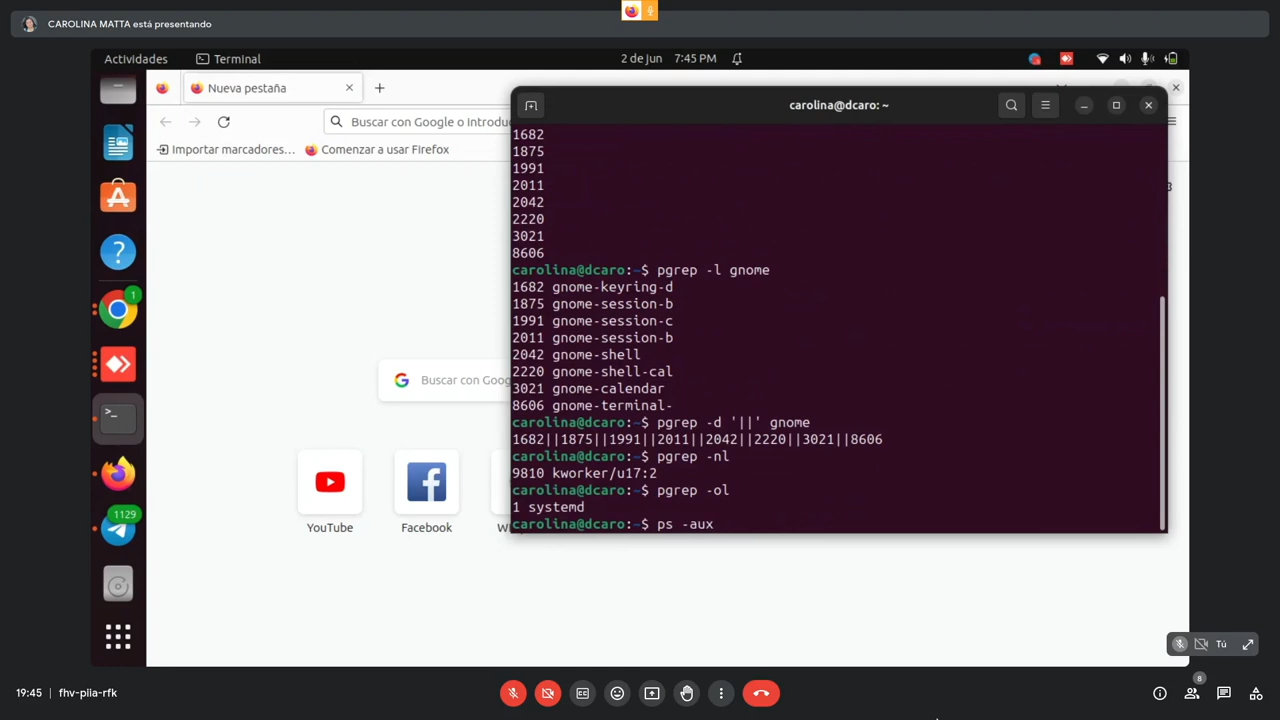 CAROLINA MATTA está presentando
Actividades
Terminal
2 de jun 7:45 PM
Nueva pestaña
carolina@dcaro: ~
Buscar con Google o Introdu
Importar marcadores...
Comenzar a usar Firefox
1682
1875
1991
2011
2042
2220
3021
8606
carolina@dcaro:~$ pgrep -l gnome
1682 gnome-keyring-d
1875 gnome-session-b
1991 gnome-session-c
2011 gnome-session-b
2042 gnome-shell
2220 gnome-shell-cal
3021 gnome-calendar
8606 gnome-terminal-
carolina@dcaro:~$ pgrep -d '||' gnome
1682||1875||1991||2011||2042||2220||3021||8606
carolina@dcaro:~$ pgrep -nl
9810 kworker/u17:2
carolina@dcaro:~$ pgrep -ol
1 systemd
carolina@dcaro:~$ ps -aux
1
Buscar con Goog
YouTube
Facebook
W
1129
Tú
19:45 | fhv-piia-rfk
8